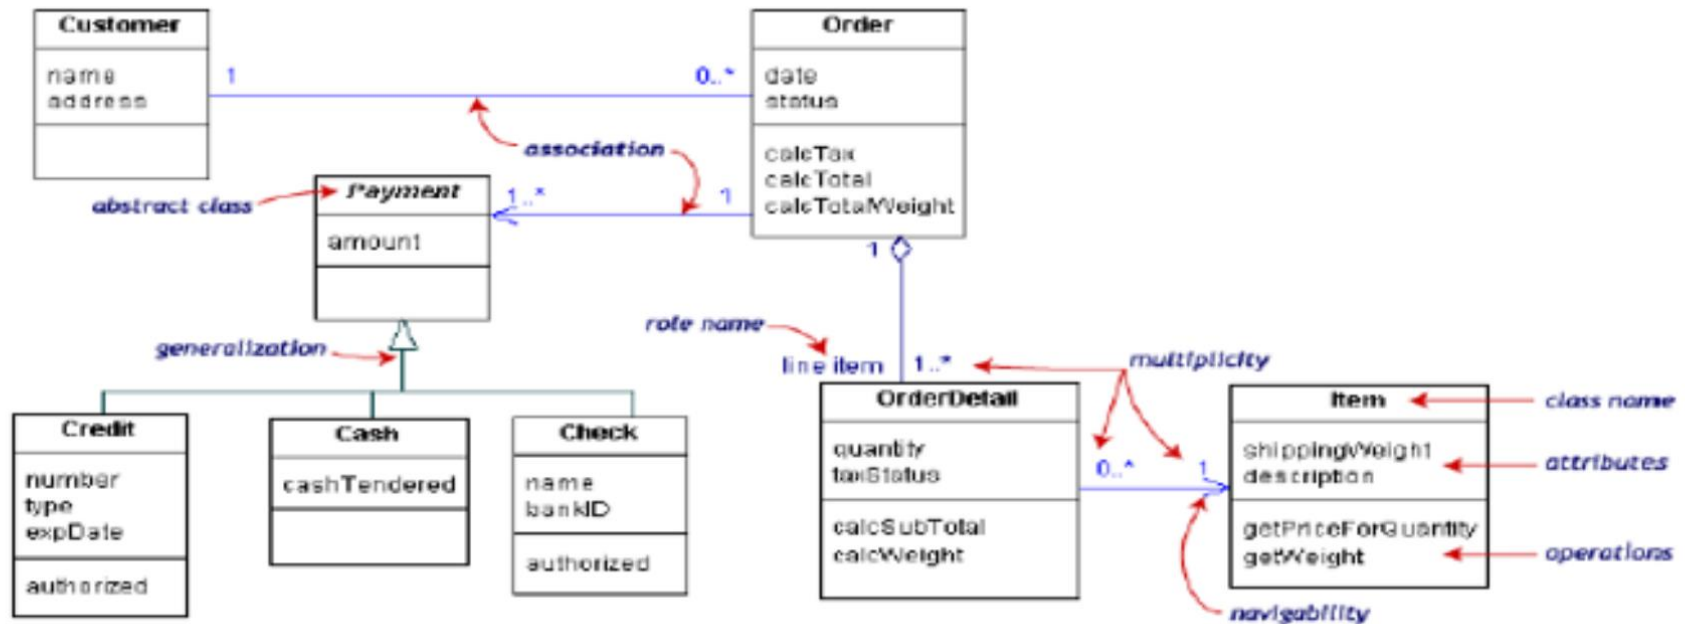 Customer
name
address
1
0..*
Order
date
status
calcTax
calcTotal
calcTotalWeight
association
abstract class
Payment
amount
1..*
1
1
role name
line item
1..*
multiplicity
generalization
Credit
number
type
expDate
authorized
Cash
cashTendered
Check
name
bankID
authorized
OrderDetail
quantity
taxStatus
calcSubTotal
calcWeight
0..*
1
Item
shippingWeight
description
getPriceForQuantity
getWeight
class name
attributes
operations
navigability